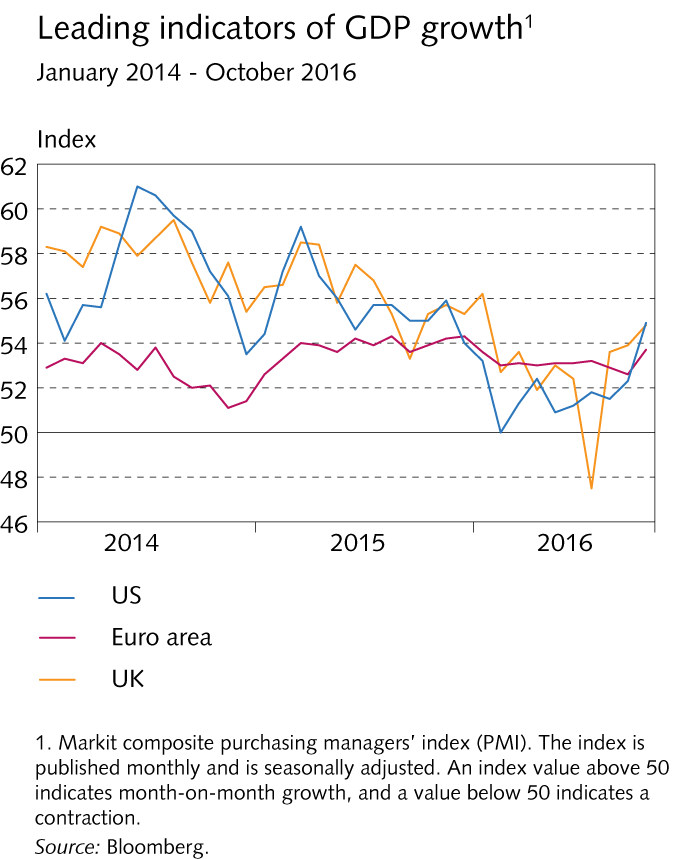 Leading indicators of GDP growth¹
January 2014 - October 2016
Index
62
60
58
56
54
52
50
48
46
2014 2015 2016
US
Euro area
UK
1. Markit composite purchasing managers’ index (PMI). The index is
published monthly and is seasonally adjusted. An index value above 50
indicates month-on-month growth, and a value below 50 indicates a
contraction.
Source: Bloomberg.